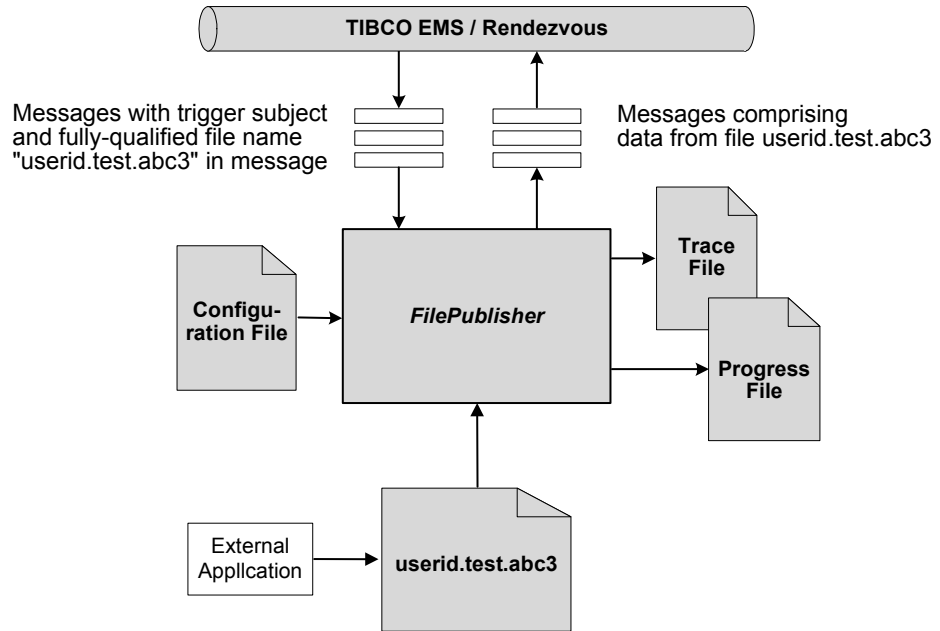 TIBCO EMS / Rendezvous
Messages with trigger subject
and fully-qualified file name
"userid.test.abc3" in message
Messages comprising
data from file userid.test.abc3
Trace
File
Configu-
ration File
FilePublisher
Progress
File
External
Appllcation
userid.test.abc3